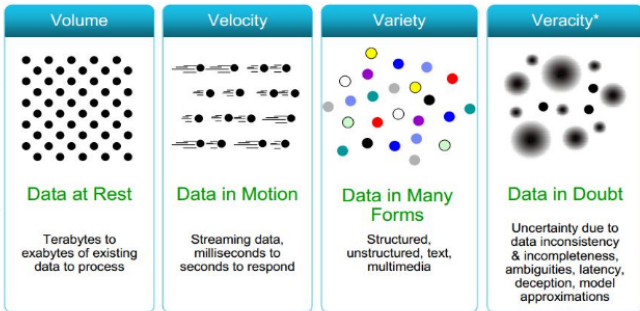 Volume
Data at Rest
Terabytes to
exabytes of existing
data to process
Velocity
Data in Motion
Streaming data,
milliseconds to
seconds to respond
Variety
Data in Many
Forms
Structured,
unstructured, text,
multimedia
Veracity*
Data in Doubt
Uncertainty due to
data inconsistency
& incompleteness,
ambiguities, latency,
deception, model
approximations